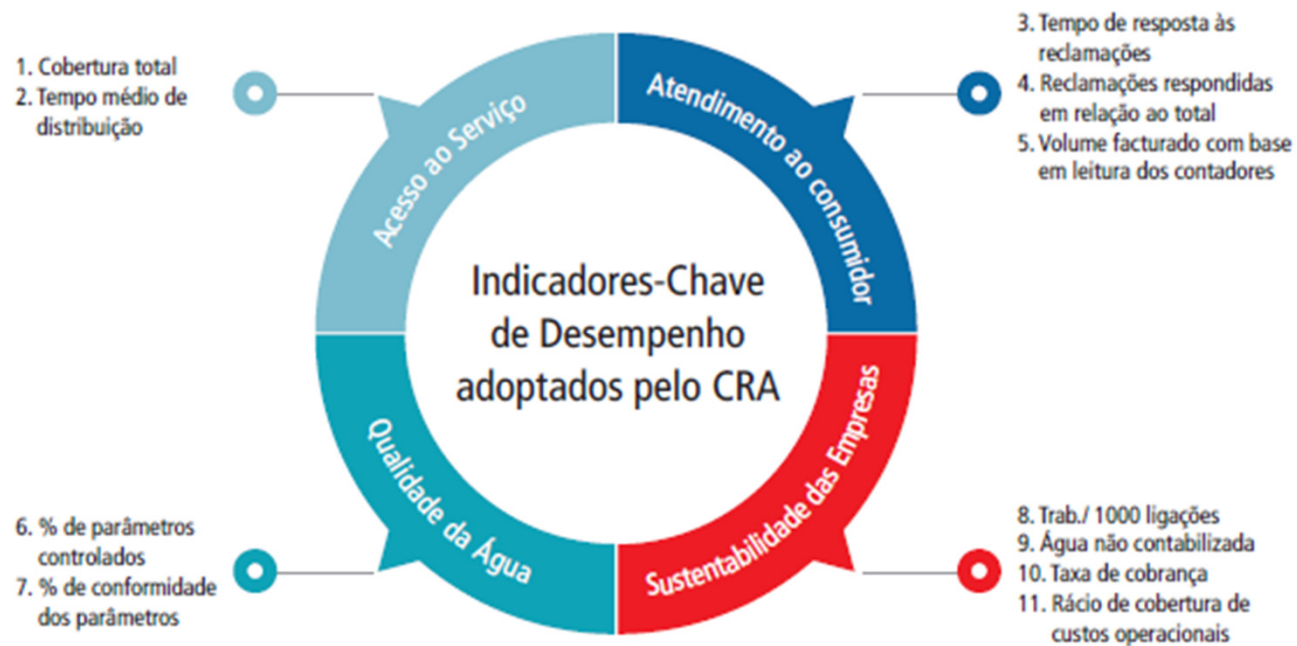 1. Cobertura total
2. Tempo médio de
distribuição
Acesso ao Serviço
Atendimento ao consumidor
3. Tempo de resposta às
reclamações
4. Reclamações respondidas
em relação ao total
5. Volume facturado com base
em leitura dos contadores
Indicadores-Chave
de Desempenho
adoptados pelo CRA
6. % de parâmetros
controlados
7. % de conformidade
dos parâmetros
Qualidade da Água
Sustentabilidade das Empresas
8. Trab./ 1000 ligações
9. Água não contabilizada
10. Taxa de cobrança
11. Rácio de cobertura de
custos operacionais